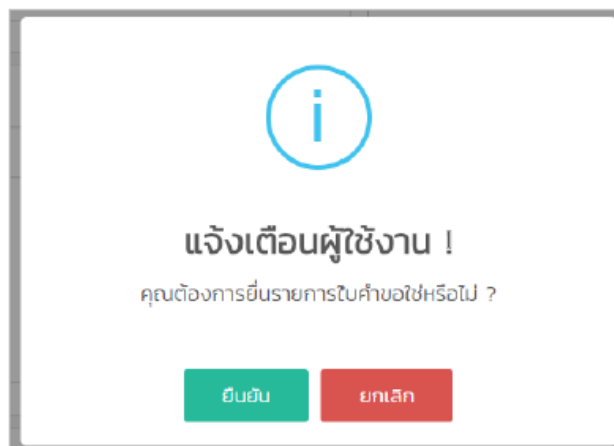 i
แจ้งเตือนผู้ใช้งาน !
คุณต้องการยื่นรายการใบคำขอใช่หรือไม่ ?
ยืนยัน
ยกเลิก